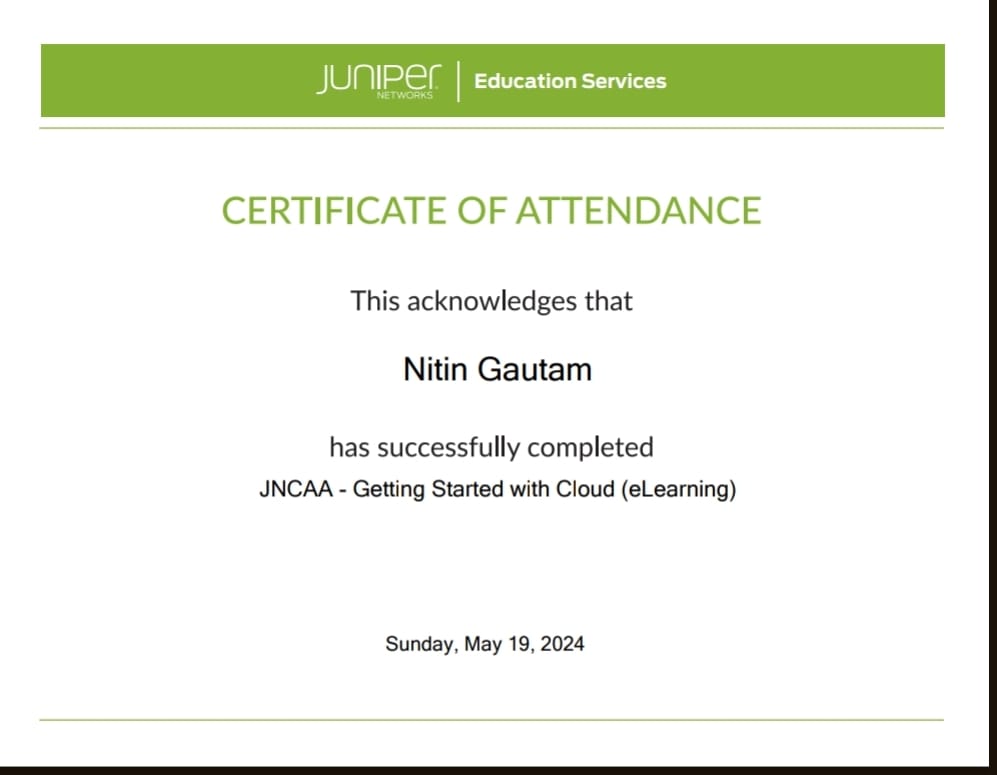 JUNIPER
NETWORKS
Education Services
CERTIFICATE OF ATTENDANCE
This acknowledges that
Nitin Gautam
has successfully completed
JNCAA - Getting Started with Cloud (eLearning)
Sunday, May 19, 2024